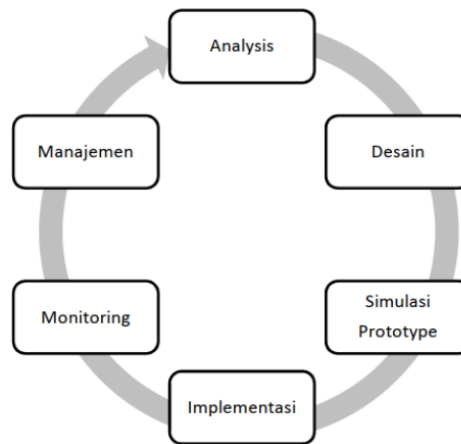 Analysis
Desain
Simulasi
Prototype
Implementasi
Monitoring
Manajemen